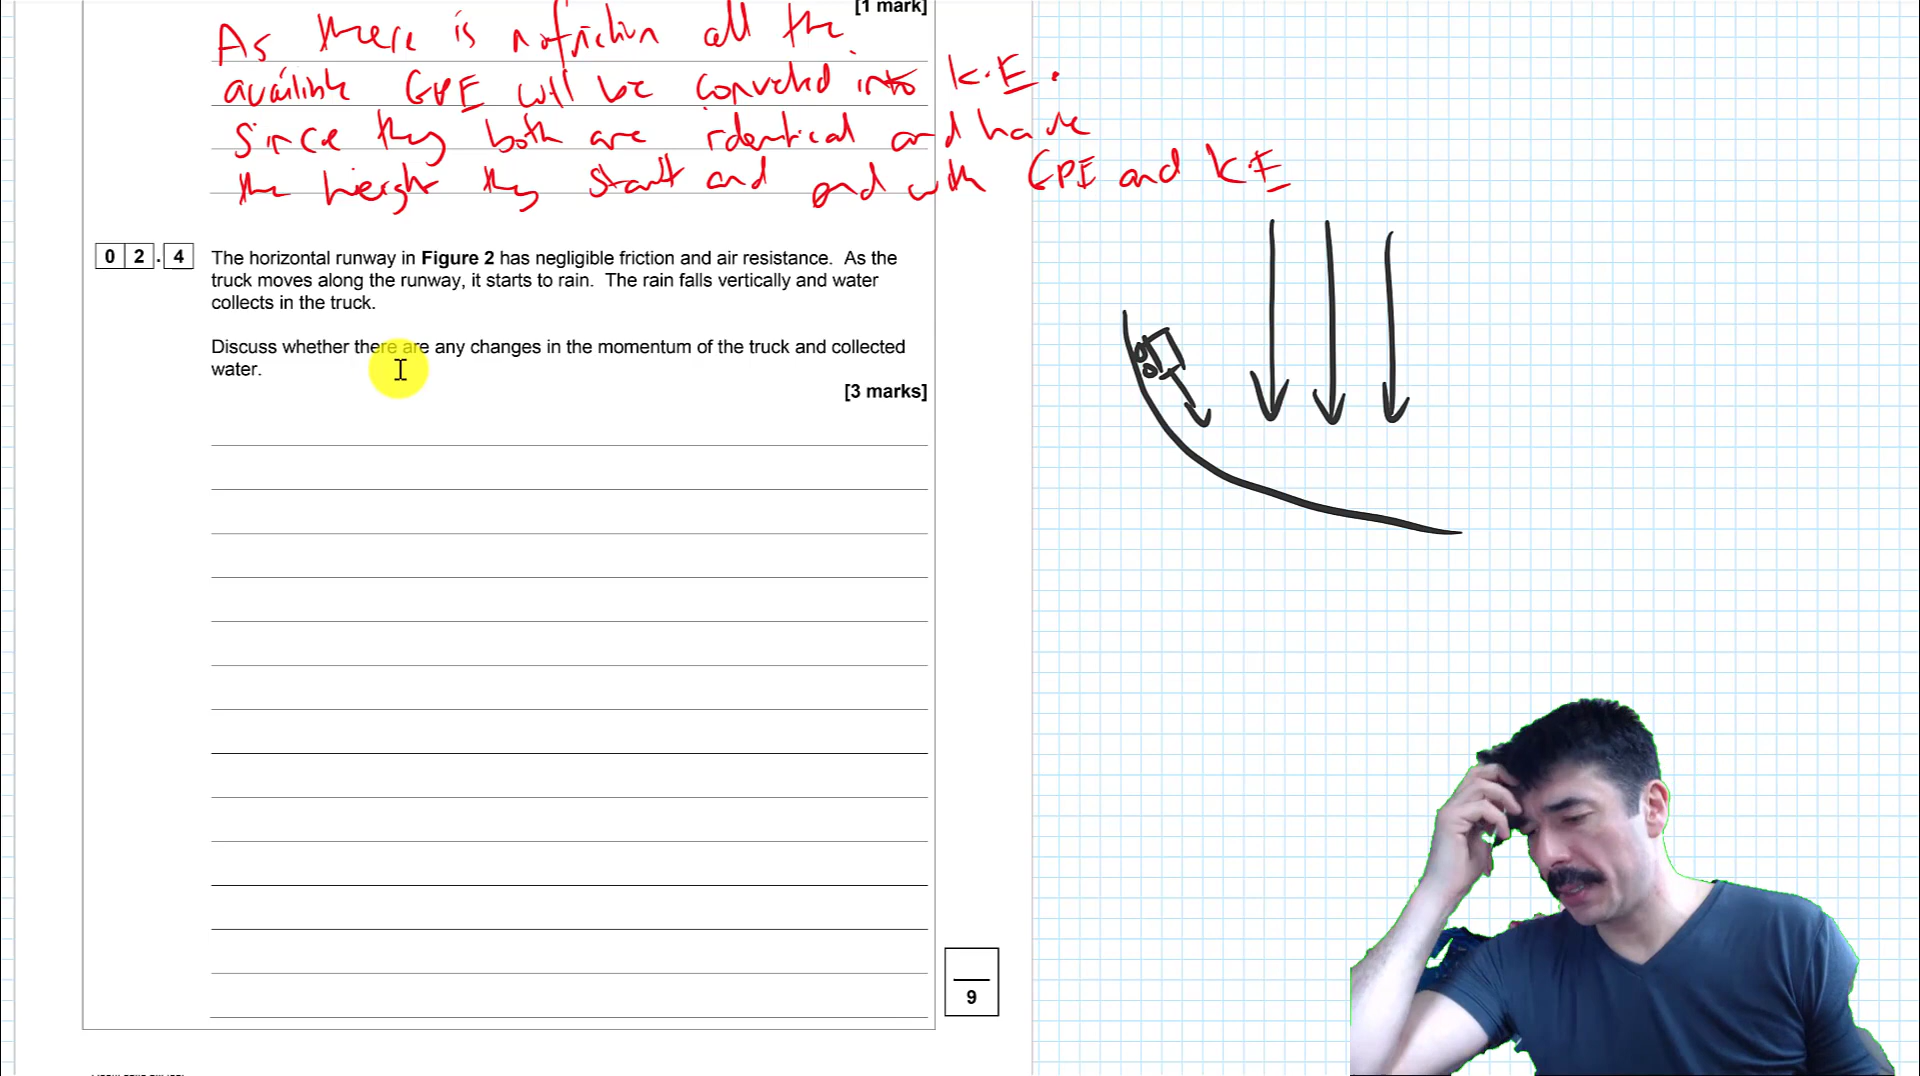 [1 mark]
As there is no friction all the
available GPE will be converted into K.E.
since they both are identical and have
the height they start and end with GPE and KE
0 2 . 4
The horizontal runway in Figure 2 has negligible friction and air resistance. As the
truck moves along the runway, it starts to rain. The rain falls vertically and water
collects in the truck.
Discuss whether there are any changes in the momentum of the truck and collected
water.
[3 marks]
9